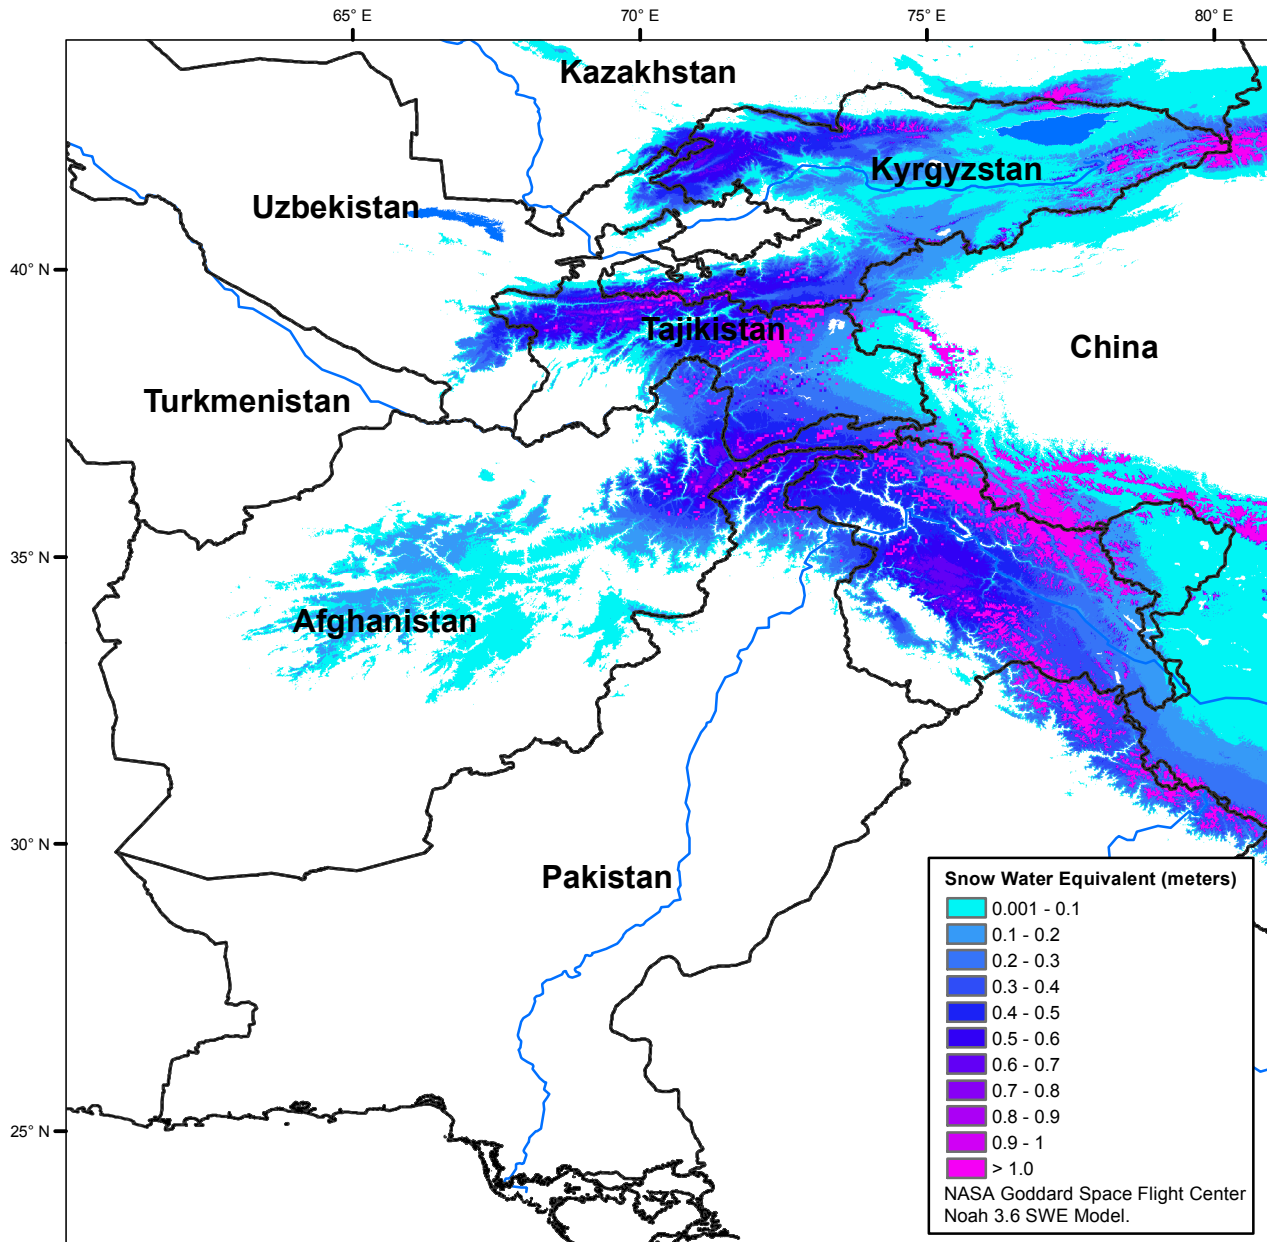 65° E
70° E
75° E
80° E
Kazakhstan
Kyrgyzstan
Uzbekistan
40° N
Tajikistan
China
Turkmenistan
35° N
Afghanistan
30° N
Pakistan
25° N
Snow Water Equivalent (meters)
0.001 - 0.1
0.1 - 0.2
0.2 - 0.3
0.3 - 0.4
0.4 - 0.5
0.5 - 0.6
0.6 - 0.7
0.7 - 0.8
0.8 - 0.9
0.9 - 1
> 1.0
NASA Goddard Space Flight Center
Noah 3.6 SWE Model.